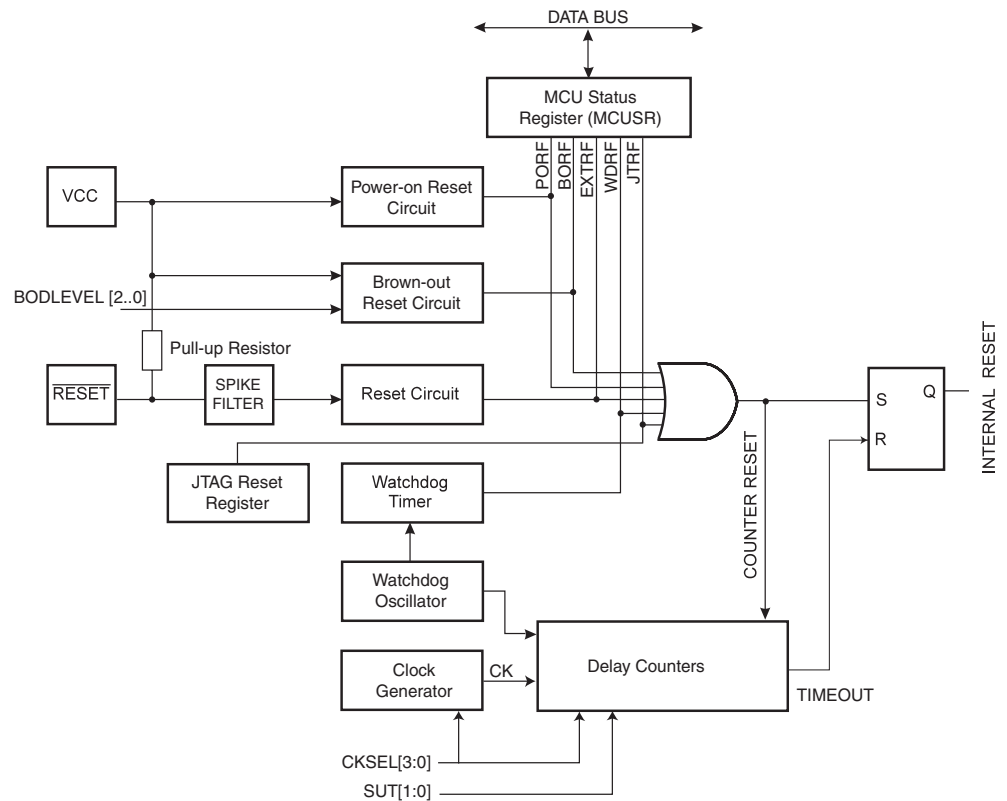 DATA BUS
MCU Status
Register (MCUSR)
PORF
BORF
EXTRF
WDRF
JTRF
VCC
Power-on Reset
Circuit
Brown-out
Reset Circuit
BODLEVEL [2..0]
Pull-up Resistor
RESET
SPIKE
FILTER
Reset Circuit
JTAG Reset
Register
Watchdog
Timer
Watchdog
Oscillator
Clock
Generator
CK
Delay Counters
COUNTER RESET
TIMEOUT
S
R
Q
INTERNAL RESET
CKSEL[3:0]
SUT[1:0]